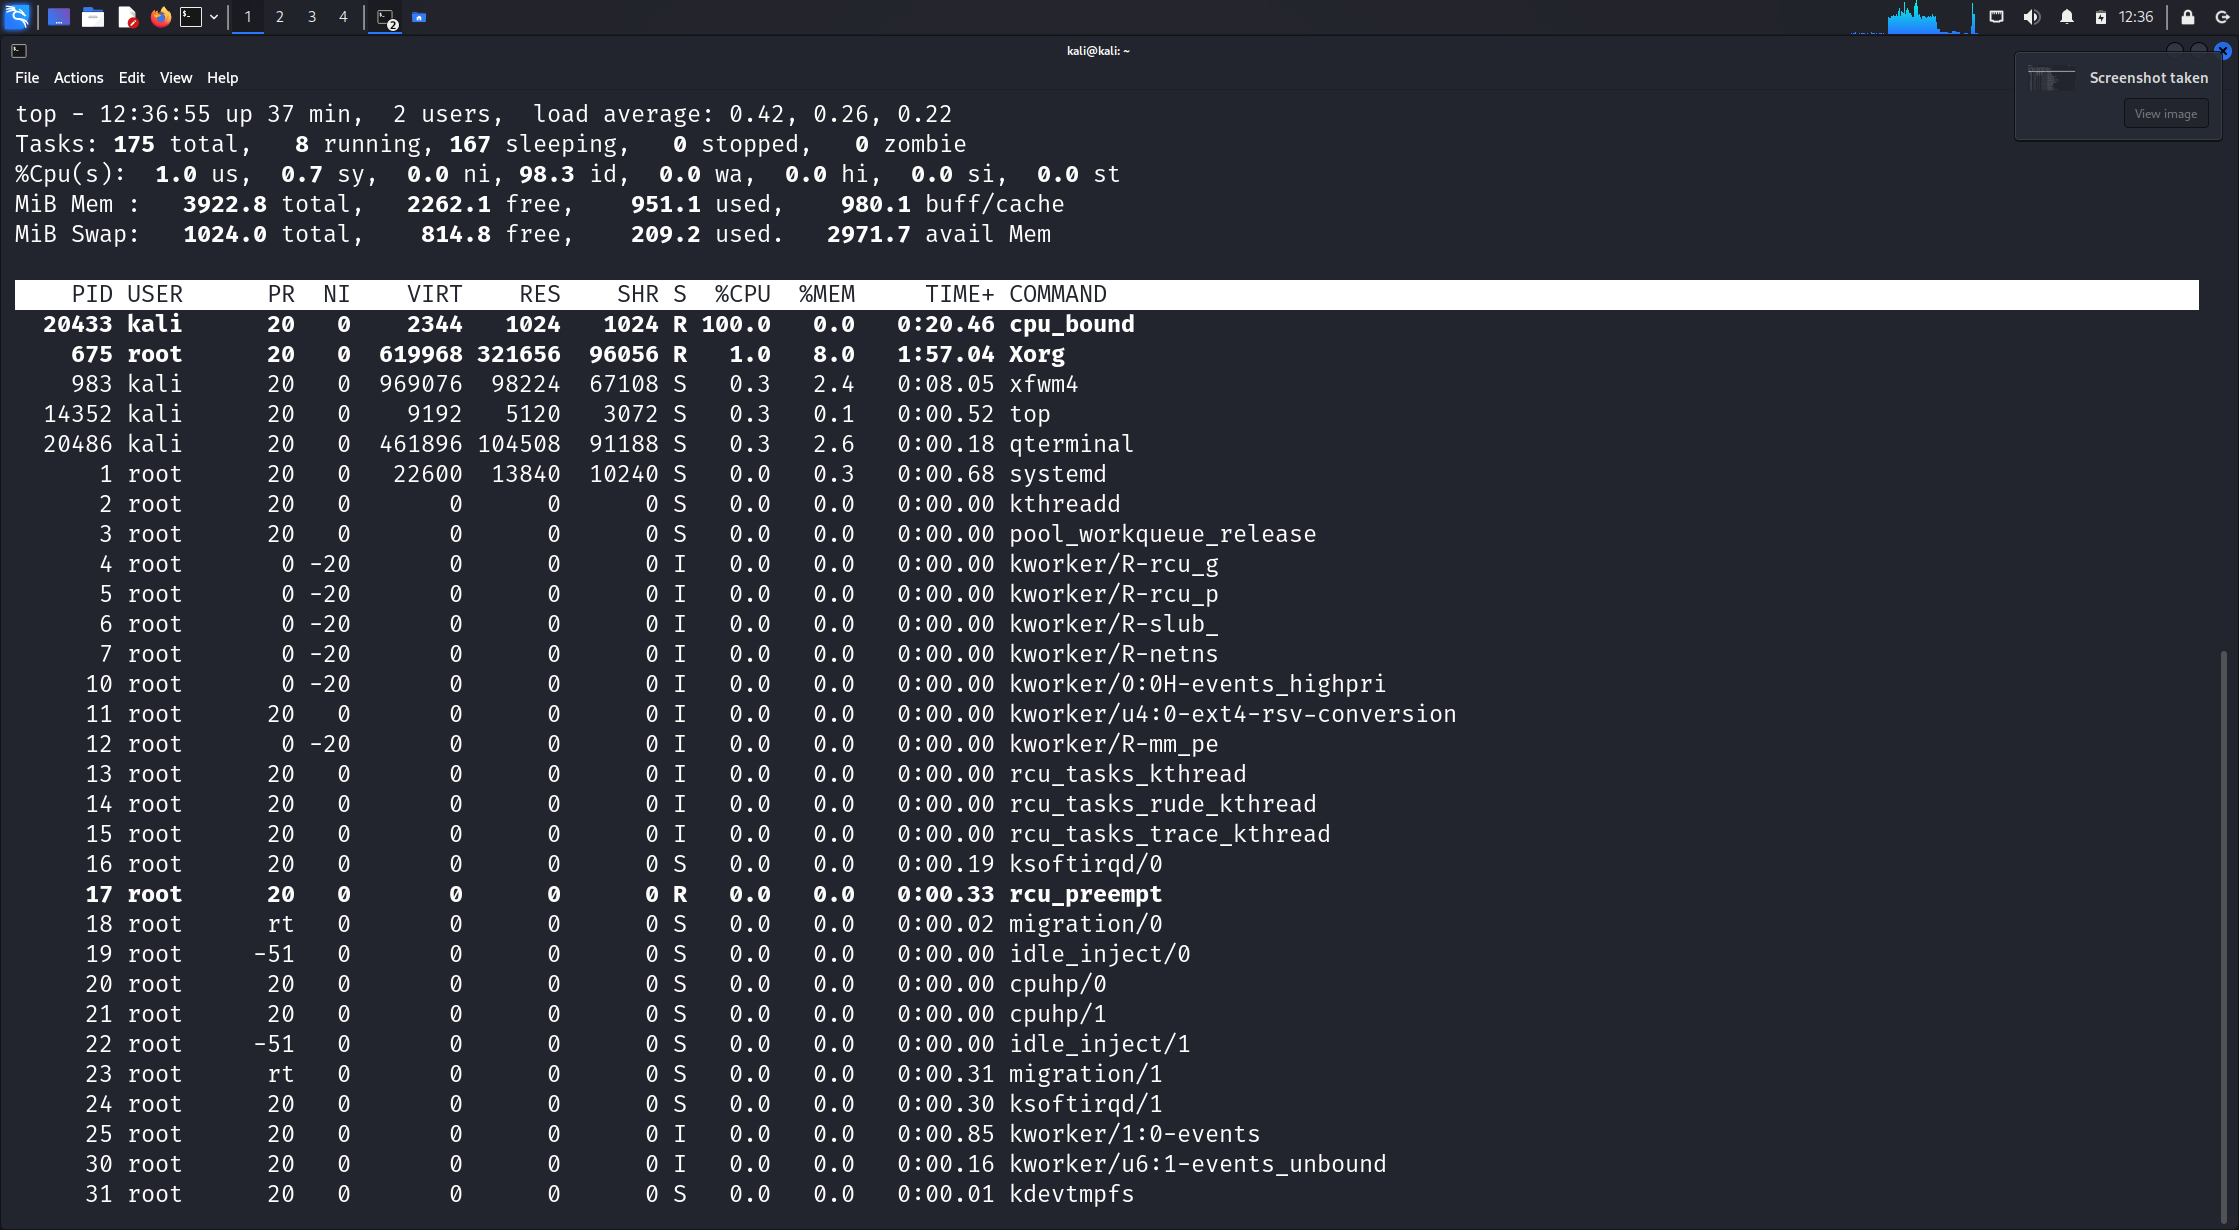 1 2 3 4 2 12:36
kali@kali: ~
File Actions Edit View Help
Screenshot taken
View image
top - 12:36:55 up 37 min,  2 users,  load average: 0.42, 0.26, 0.22
Tasks: 175 total,   8 running, 167 sleeping,   0 stopped,   0 zombie
%Cpu(s):  1.0 us,  0.7 sy,  0.0 ni, 98.3 id,  0.0 wa,  0.0 hi,  0.0 si,  0.0 st
MiB Mem :   3922.8 total,   2262.1 free,    951.1 used,    980.1 buff/cache
MiB Swap:   1024.0 total,    814.8 free,    209.2 used.   2971.7 avail Mem
PID USER PR NI VIRT RES SHR S %CPU %MEM TIME+ COMMAND
20433 kali 20 0 2344 1024 1024 R 100.0 0.0 0:20.46 cpu_bound
675 root 20 0 619968 321656 96056 R 1.0 8.0 1:57.04 Xorg
983 kali 20 0 969076 98224 67108 S 0.3 2.4 0:08.05 xfwm4
14352 kali 20 0 9192 5120 3072 S 0.3 0.1 0:00.52 top
20486 kali 20 0 461896 104508 91188 S 0.3 2.6 0:00.18 qterminal
1 root 20 0 22600 13840 10240 S 0.0 0.3 0:00.68 systemd
2 root 20 0 0 0 0 S 0.0 0.0 0:00.00 kthreadd
3 root 20 0 0 0 0 S 0.0 0.0 0:00.00 pool_workqueue_release
4 root 0 -20 0 0 0 I 0.0 0.0 0:00.00 kworker/R-rcu_g
5 root 0 -20 0 0 0 I 0.0 0.0 0:00.00 kworker/R-rcu_p
6 root 0 -20 0 0 0 I 0.0 0.0 0:00.00 kworker/R-slub_
7 root 0 -20 0 0 0 I 0.0 0.0 0:00.00 kworker/R-netns
10 root 0 -20 0 0 0 I 0.0 0.0 0:00.00 kworker/0:0H-events_highpri
11 root 20 0 0 0 0 I 0.0 0.0 0:00.00 kworker/u4:0-ext4-rsv-conversion
12 root 0 -20 0 0 0 I 0.0 0.0 0:00.00 kworker/R-mm_pe
13 root 20 0 0 0 0 I 0.0 0.0 0:00.00 rcu_tasks_kthread
14 root 20 0 0 0 0 I 0.0 0.0 0:00.00 rcu_tasks_rude_kthread
15 root 20 0 0 0 0 I 0.0 0.0 0:00.00 rcu_tasks_trace_kthread
16 root 20 0 0 0 0 S 0.0 0.0 0:00.19 ksoftirqd/0
17 root 20 0 0 0 0 R 0.0 0.0 0:00.33 rcu_preempt
18 root rt 0 0 0 0 S 0.0 0.0 0:00.02 migration/0
19 root -51 0 0 0 0 S 0.0 0.0 0:00.00 idle_inject/0
20 root 20 0 0 0 0 S 0.0 0.0 0:00.00 cpuhp/0
21 root 20 0 0 0 0 S 0.0 0.0 0:00.00 cpuhp/1
22 root -51 0 0 0 0 S 0.0 0.0 0:00.00 idle_inject/1
23 root rt 0 0 0 0 S 0.0 0.0 0:00.31 migration/1
24 root 20 0 0 0 0 S 0.0 0.0 0:00.30 ksoftirqd/1
25 root 20 0 0 0 0 I 0.0 0.0 0:00.85 kworker/1:0-events
30 root 20 0 0 0 0 I 0.0 0.0 0:00.16 kworker/u6:1-events_unbound
31 root 20 0 0 0 0 S 0.0 0.0 0:00.01 kdevtmpfs